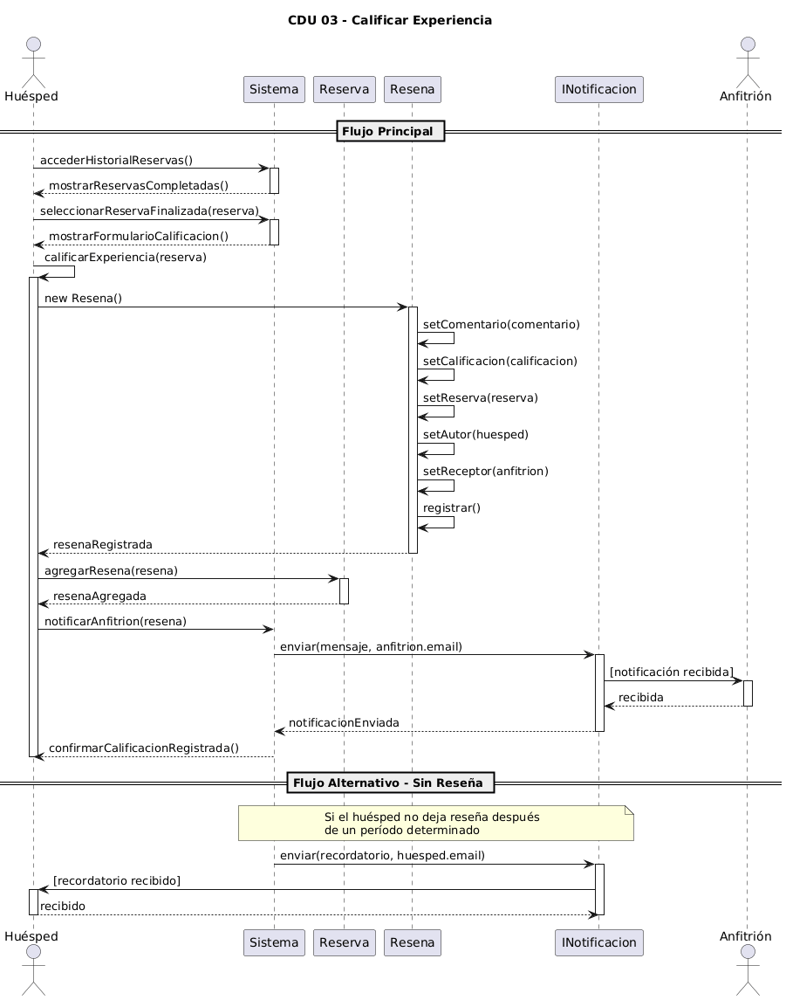 CDU 03 - Calificar Experiencia
Huésped
Sistema
Reserva
Resena
INotificacion
Anfitrión
Flujo Principal
accederHistorialReservas()
mostrarReservasCompletadas()
seleccionarReservaFinalizada(reserva)
mostrarFormularioCalificacion()
calificarExperiencia(reserva)
new Resena()
setComentario(comentario)
setCalificacion(calificacion)
setReserva(reserva)
setAutor(huesped)
setReceptor(anfitrion)
registrar()
resenaRegistrada
agregarResena(resena)
resenaAgregada
notificarAnfitrion(resena)
enviar(mensaje, anfitrion.email)
[notificación recibida]
recibida
notificacionEnviada
confirmarCalificacionRegistrada()
Flujo Alternativo - Sin Reseña
Si el huésped no deja reseña después
de un período determinado
enviar(recordatorio, huesped.email)
[recordatorio recibido]
recibido
Huésped
Sistema
Reserva
Resena
INotificacion
Anfitrión